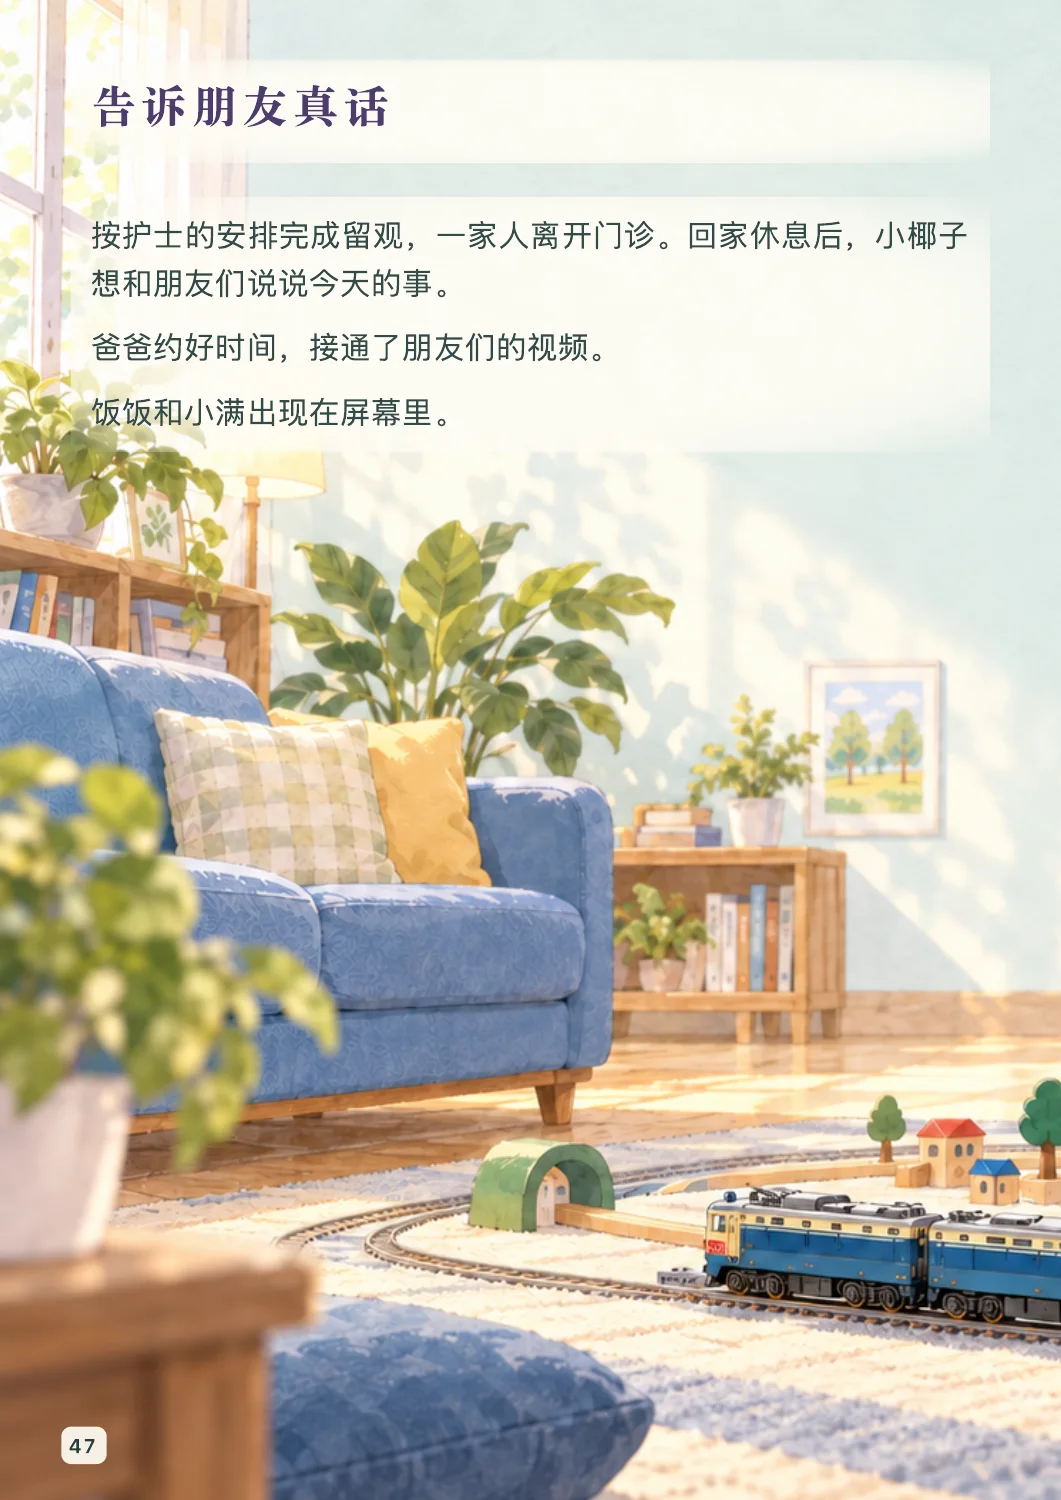 告诉朋友真话
按护士的安排完成留观，一家人离开门诊。回家休息后，小椰子
想和朋友们说说今天的事。
爸爸约好时间，接通了朋友们的视频。
饭饭和小满出现在屏幕里。
47